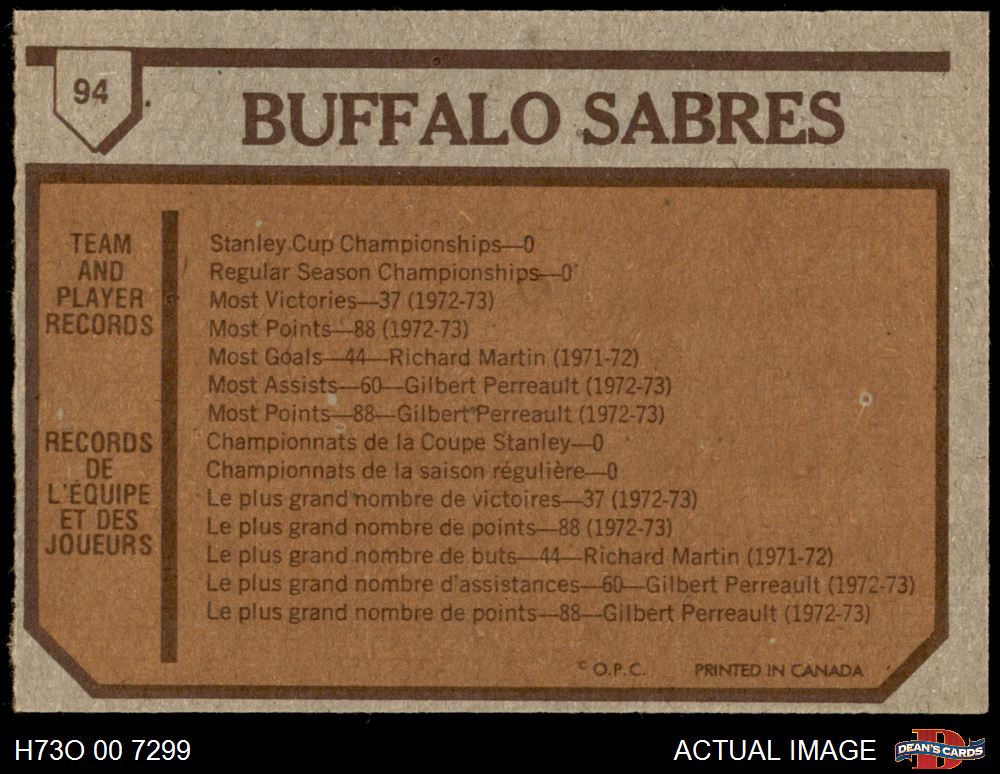 94
BUFFALO SABRES
TEAM
AND
PLAYER
RECORDS
Stanley Cup Championships—0
Regular Season Championships—0
Most Victories—37 (1972-73)
Most Points—88 (1972-73)
Most Goals—44—Richard Martin (1971-72)
Most Assists—60—Gilbert Perreault (1972-73)
Most Points—88—Gilbert Perreault (1972-73)
RECORDS
DE
L'ÉQUIPE
ET DES
JOUEURS
Championnats de la Coupe Stanley—0
Championnats de la saison régulière—0
Le plus grand nombre de victoires—37 (1972-73)
Le plus grand nombre de points—88 (1972-73)
Le plus grand nombre de buts—44—Richard Martin (1971-72)
Le plus grand nombre d'assistances—60—Gilbert Perreault (1972-73)
Le plus grand nombre de points—88—Gilbert Perreault (1972-73)
© O.P.C. PRINTED IN CANADA
H73O 00 7299
ACTUAL IMAGE
D
DEAN'S CARDS